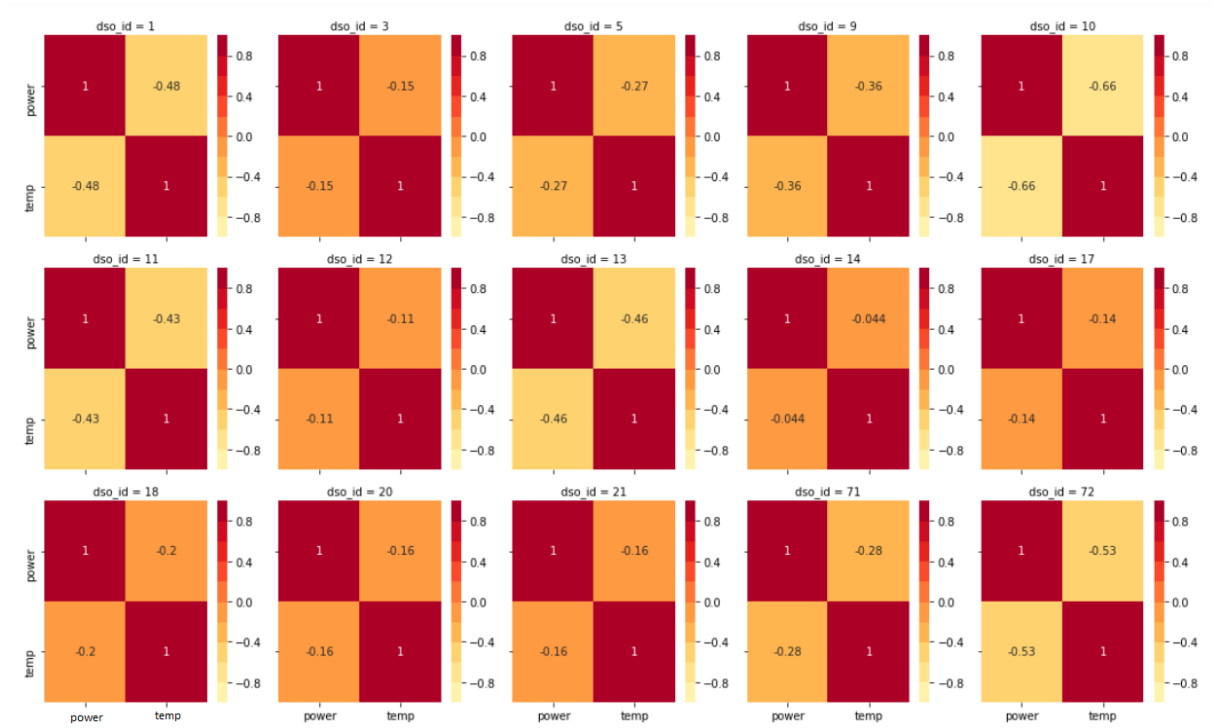 dso_id = 1 dso_id = 3 dso_id = 5 dso_id = 9 dso_id = 10
0.8 0.8 0.8 0.8 0.8
power 1 -0.48 1 -0.15 1 -0.27 1 -0.36 1 -0.66
0.4 0.4 0.4 0.4 0.4
0.0 0.0 0.0 0.0 0.0
−0.4 −0.4 −0.4 −0.4 −0.4
temp -0.48 1 -0.15 1 -0.27 1 -0.36 1 -0.66 1
−0.8 −0.8 −0.8 −0.8 −0.8
dso_id = 11 dso_id = 12 dso_id = 13 dso_id = 14 dso_id = 17
0.8 0.8 0.8 0.8 0.8
power 1 -0.43 1 -0.11 1 -0.46 1 -0.044 1 -0.14
0.4 0.4 0.4 0.4 0.4
0.0 0.0 0.0 0.0 0.0
−0.4 −0.4 −0.4 −0.4 −0.4
temp -0.43 1 -0.11 1 -0.46 1 -0.044 1 -0.14 1
−0.8 −0.8 −0.8 −0.8 −0.8
dso_id = 18 dso_id = 20 dso_id = 21 dso_id = 71 dso_id = 72
0.8 0.8 0.8 0.8 0.8
power 1 -0.2 1 -0.16 1 -0.16 1 -0.28 1 -0.53
0.4 0.4 0.4 0.4 0.4
0.0 0.0 0.0 0.0 0.0
−0.4 −0.4 −0.4 −0.4 −0.4
temp -0.2 1 -0.16 1 -0.16 1 -0.28 1 -0.53 1
−0.8 −0.8 −0.8 −0.8 −0.8
power temp power temp power temp power temp power temp